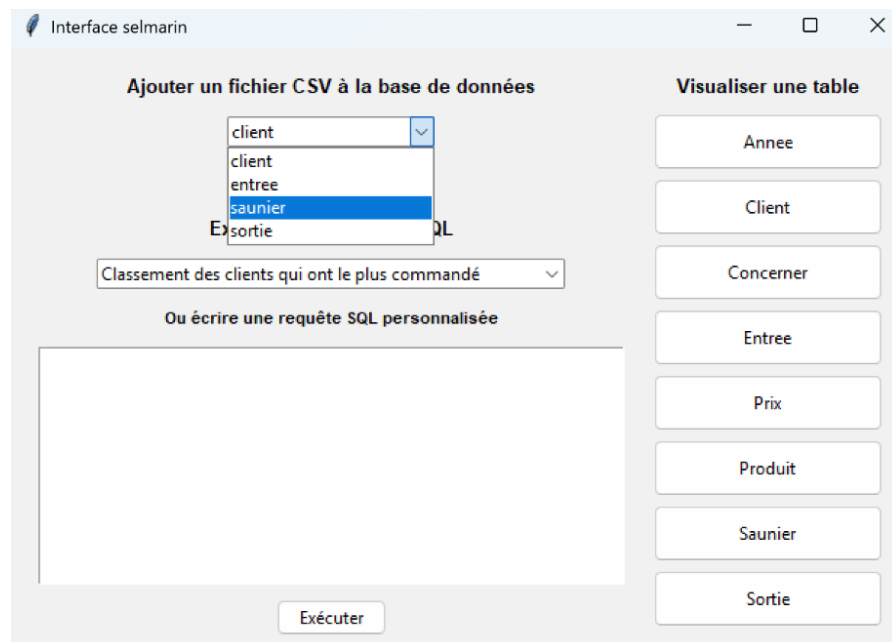 Interface selmarin
Ajouter un fichier CSV à la base de données
client
client
entree
saunier
sortie
QL
Classement des clients qui ont le plus commandé
Ou écrire une requête SQL personnalisée
Exécuter
Visualiser une table
Annee
Client
Concerner
Entree
Prix
Produit
Saunier
Sortie